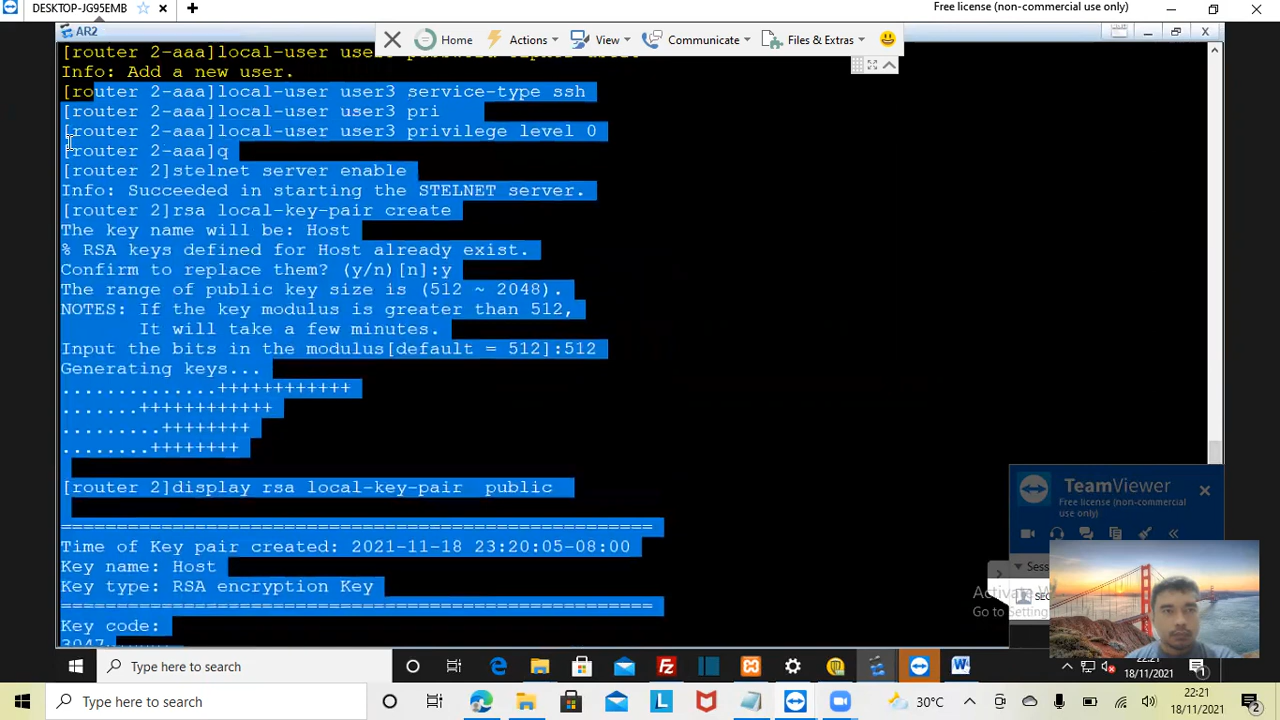 DESKTOP-JG95EMB
Free license (non-commercial use only)
AR2
Home
Actions
View
Communicate
Files & Extras
[router 2-aaa]local-user
Info: Add a new user.
[router 2-aaa]local-user user3 service-type ssh
[router 2-aaa]local-user user3 pri
[router 2-aaa]local-user user3 privilege level 0
[router 2-aaa]q
[router 2]stelnet server enable
Info: Succeeded in starting the STELNET server.
[router 2]rsa local-key-pair create
The key name will be: Host
% RSA keys defined for Host already exist.
Confirm to replace them? (y/n)[n]:y
The range of public key size is (512 ~ 2048).
NOTES: If the key modulus is greater than 512,
It will take a few minutes.
Input the bits in the modulus[default = 512]:512
Generating keys...
..............++++++++++++
.......++++++++++++
.........++++++++
........++++++++
[router 2]display rsa local-key-pair  public
=====================================================
Time of Key pair created: 2021-11-18 23:20:05-08:00
Key name: Host
Key type: RSA encryption Key
=====================================================
Key code:
3047
TeamViewer
Free license (non-commercial
use only)
Activate
Go to Setting
Type here to search
1
Type here to search
30°C
22:21
18/11/2021
18/11/2021
2